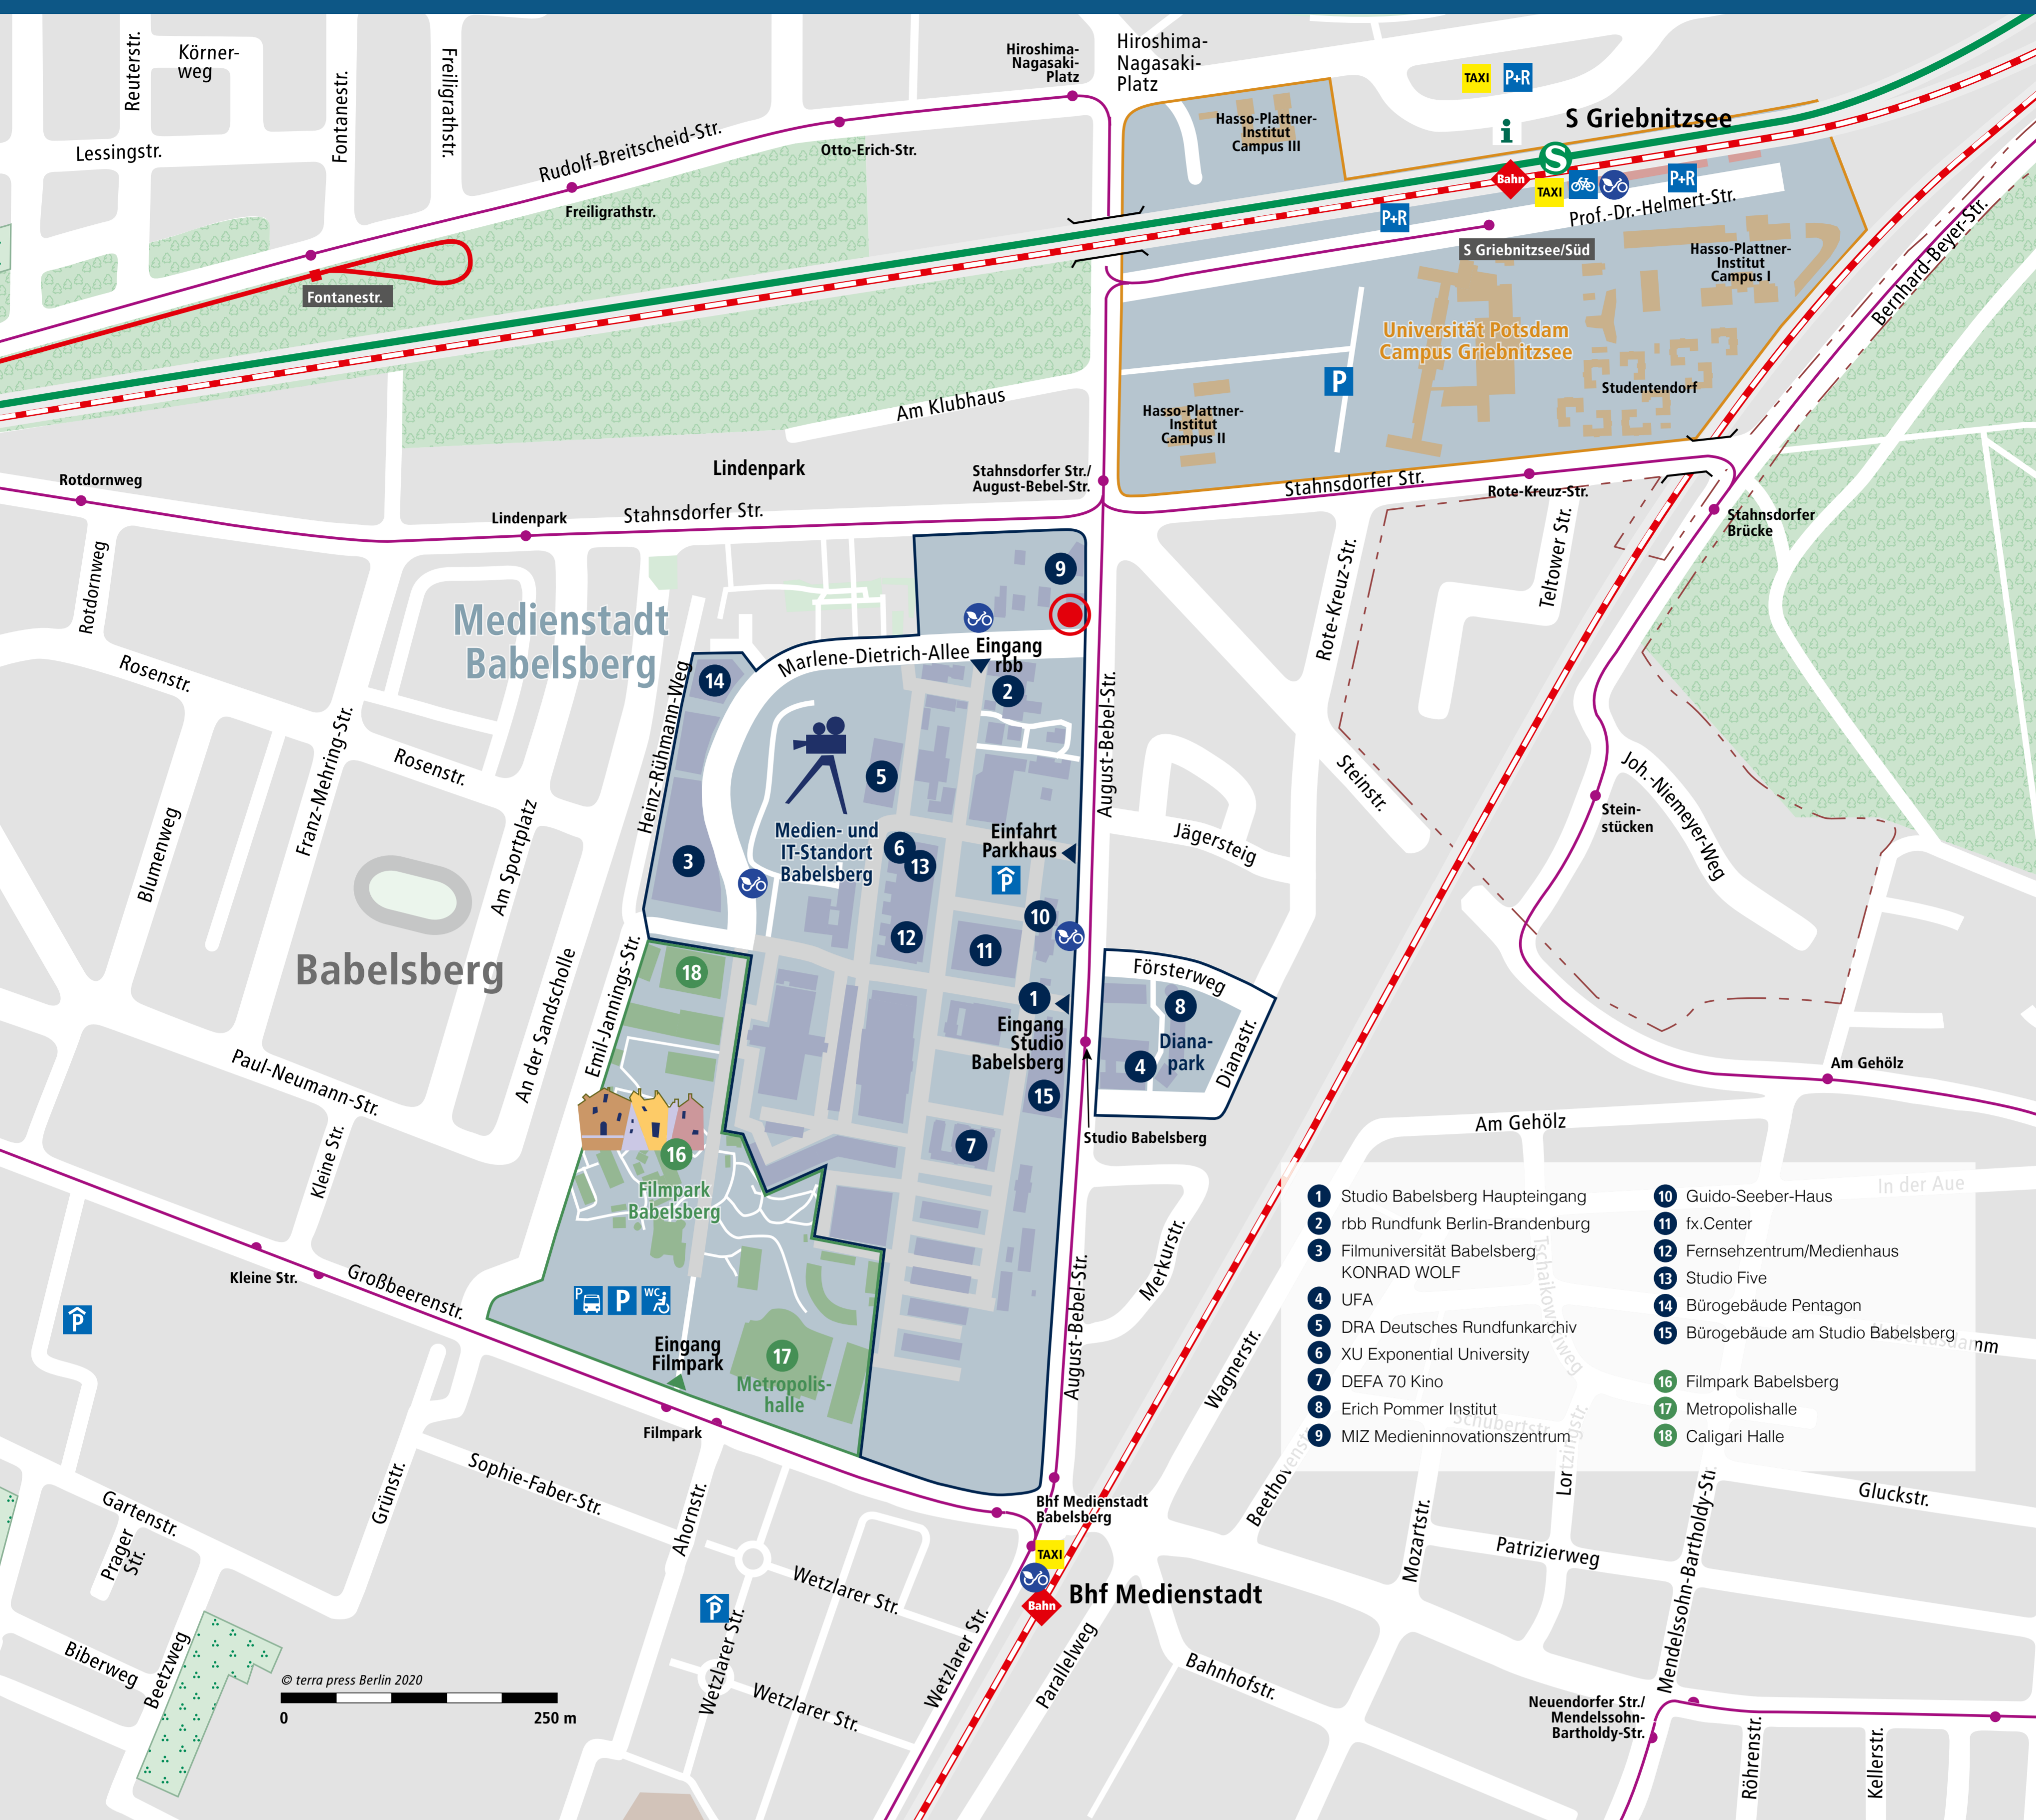 Reuterstr.
Körner-
weg
Fontanestr.
Freiligrathstr.
Lessingstr.
Rudolf-Breitscheid-Str.
Hiroshima-
Nagasaki-
Platz
Hiroshima-
Nagasaki-
Platz
Otto-Erich-Str.
Freiligrathstr.
Fontanestr.
Hasso-Plattner-
Institut
Campus III
TAXI
P+R
S Griebnitzsee
i
S
Bahn
TAXI
P+R
P+R
Prof.-Dr.-Helmert-Str.
S Griebnitzsee/Süd
Hasso-Plattner-
Institut
Campus I
Bernhard-Beyer-Str.
Universität Potsdam
Campus Griebnitzsee
P
Studentendorf
Hasso-Plattner-
Institut
Campus II
Am Klubhaus
Lindenpark
Stahnsdorfer Str./
August-Bebel-Str.
Rotdornweg
Lindenpark
Stahnsdorfer Str.
Stahnsdorfer Str.
Rote-Kreuz-Str.
Stahnsdorfer
Brücke
Rotdornweg
Rote-Kreuz-Str.
Teltower Str.
9
Medienstadt
Babelsberg
Marlene-Dietrich-Allee
Eingang
rbb
2
14
Rosenstr.
Heinz-Rühmann-Weg
August-Bebel-Str.
Franz-Mehring-Str.
Rosenstr.
5
Steinstr.
Joh.-Niemeyer-Weg
Stein-
stücken
Blumenweg
Am Sportplatz
Medien- und
IT-Standort
Babelsberg
6
13
Einfahrt
Parkhaus
P
Jägersteig
3
10
12
11
Babelsberg
18
Försterweg
1
Eingang
Studio
Babelsberg
8
Diana-
park
4
Dianastr.
An der Sandscholle
Emil-Jannings-Str.
15
Am Gehölz
Paul-Neumann-Str.
Studio Babelsberg
Am Gehölz
7
16
Filmpark
Babelsberg
Kleine Str.
Merkurstr.
In der Aue
1 Studio Babelsberg Haupteingang
2 rbb Rundfunk Berlin-Brandenburg
3 Filmuniversität Babelsberg
KONRAD WOLF
4 UFA
5 DRA Deutsches Rundfunkarchiv
6 XU Exponential University
7 DEFA 70 Kino
8 Erich Pommer Institut
9 MIZ Medieninnovationszentrum
10 Guido-Seeber-Haus
11 fx.Center
12 Fernsehzentrum/Medienhaus
13 Studio Five
14 Bürogebäude Pentagon
15 Bürogebäude am Studio Babelsberg
16 Filmpark Babelsberg
17 Metropolishalle
18 Caligari Halle
Schubertstr.
Lortzingstr.
Kleine Str.
Großbeerenstr.
P
P
P
WC
Eingang
Filmpark
17
Metropolis-
halle
August-Bebel-Str.
Wagnerstr.
Filmpark
Beethovenstr.
Mozartstr.
Gluckstr.
Sophie-Faber-Str.
Grünstr.
Ahornstr.
Gartenstr.
Prager
Str.
Bhf Medienstadt
Babelsberg
TAXI
Bahn
Bhf Medienstadt
Patrizierweg
Mendelssohn-Bartholdy-Str.
Wetzlarer Str.
P
Wetzlarer Str.
Wetzlarer Str.
Wetzlarer Str.
Parallelweg
Bahnhofstr.
Biberweg
Beetzweg
© terra press Berlin 2020
0
250 m
Neuendorfer Str./
Mendelssohn-
Bartholdy-Str.
Röhrenstr.
Kellerstr.